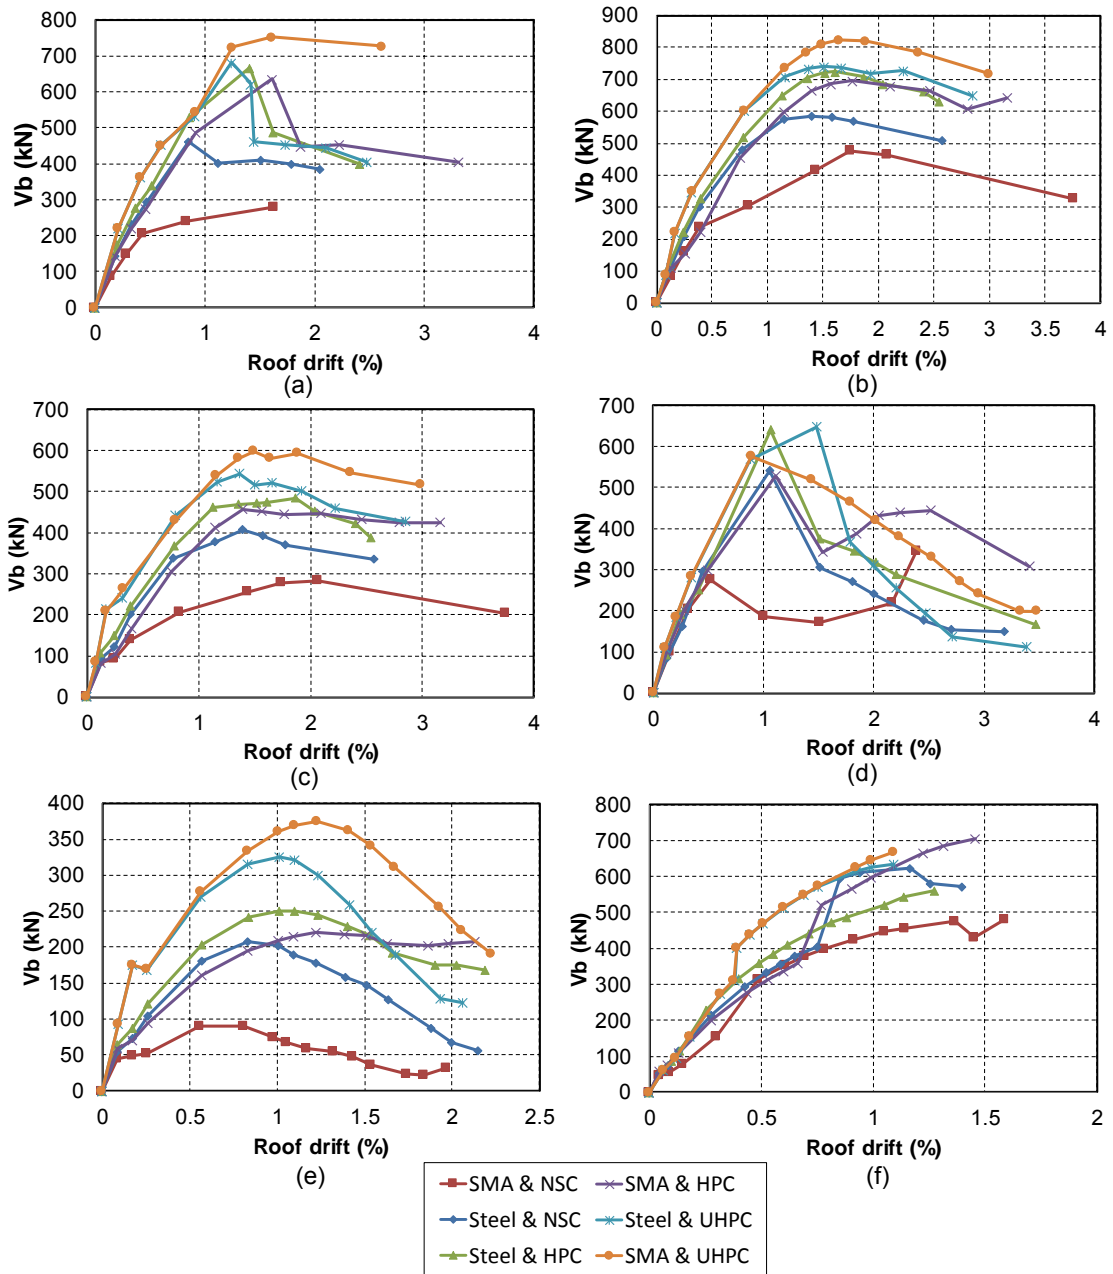 Vb (kN)
800
700
600
500
400
300
200
100
0
0 1 2 3 4
Roof drift (%)
(a)
Vb (kN)
900
800
700
600
500
400
300
200
100
0
0 0.5 1 1.5 2 2.5 3 3.5 4
Roof drift (%)
(b)
Vb (kN)
700
600
500
400
300
200
100
0
0 1 2 3 4
Roof drift (%)
(c)
Vb (kN)
700
600
500
400
300
200
100
0
0 1 2 3 4
Roof drift (%)
(d)
Vb (kN)
400
350
300
250
200
150
100
50
0
0 0.5 1 1.5 2 2.5
Roof drift (%)
(e)
Vb (kN)
800
700
600
500
400
300
200
100
0
0 0.5 1 1.5 2
Roof drift (%)
(f)
SMA & NSC SMA & HPC
Steel & NSC Steel & UHPC
Steel & HPC SMA & UHPC